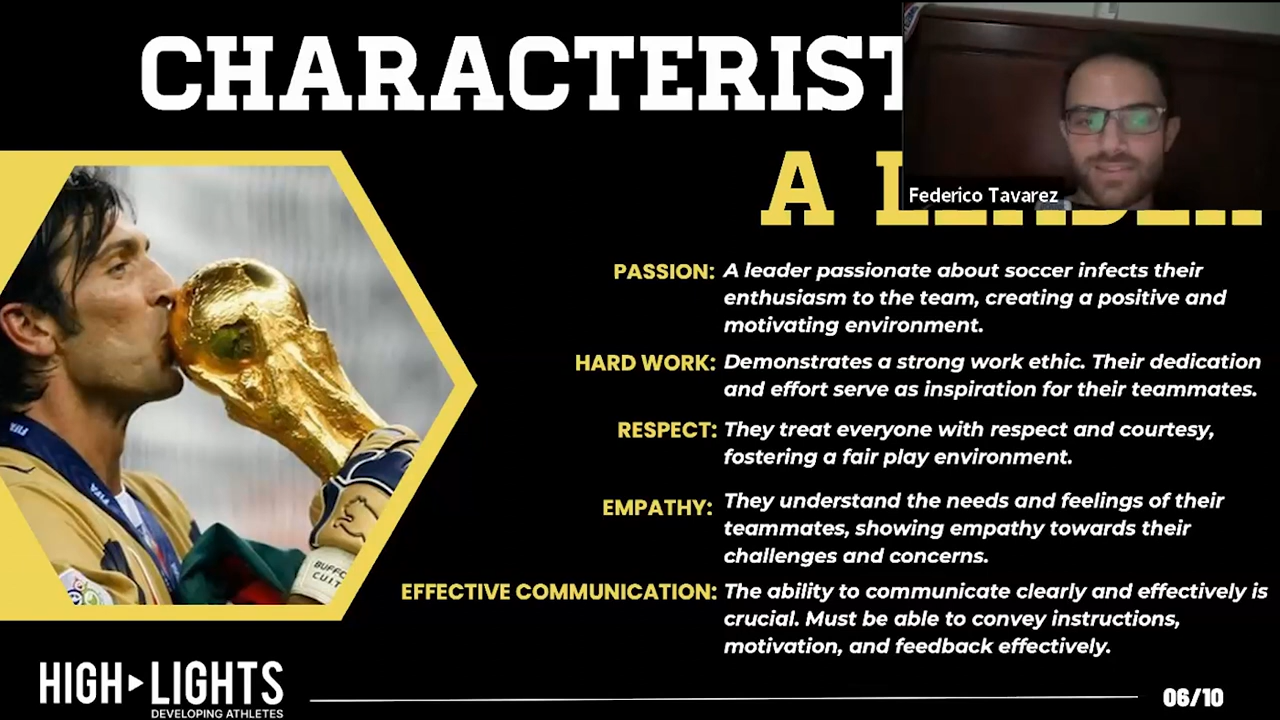 CHARACTERIST
A LEADER
Federico Tavarez
PASSION: A leader passionate about soccer infects their
enthusiasm to the team, creating a positive and
motivating environment.
HARD WORK: Demonstrates a strong work ethic. Their dedication
and effort serve as inspiration for their teammates.
RESPECT: They treat everyone with respect and courtesy,
fostering a fair play environment.
EMPATHY: They understand the needs and feelings of their
teammates, showing empathy towards their
challenges and concerns.
EFFECTIVE COMMUNICATION: The ability to communicate clearly and effectively is
crucial. Must be able to convey instructions,
motivation, and feedback effectively.
FIFA
FIFA
HIGH LIGHTS
DEVELOPING ATHLETES
06/10